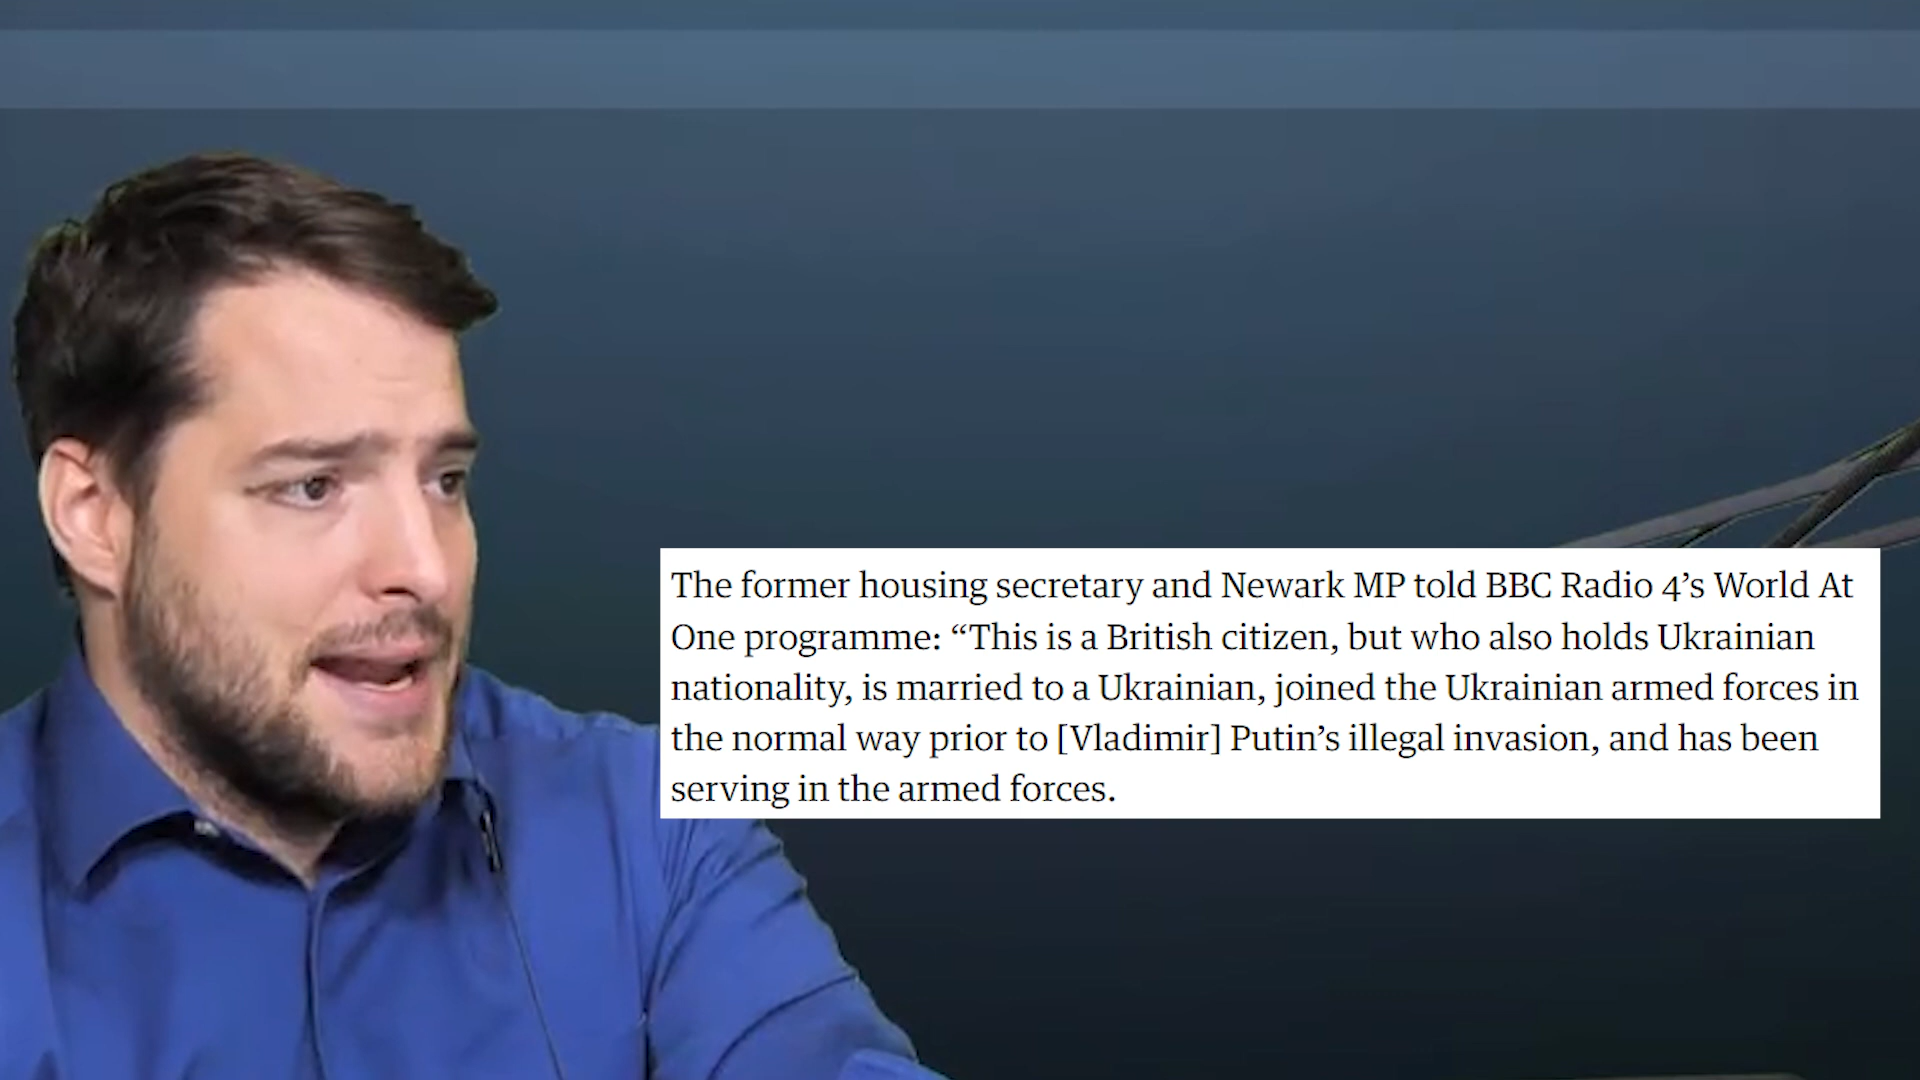 The former housing secretary and Newark MP told BBC Radio 4’s World At
One programme: “This is a British citizen, but who also holds Ukrainian
nationality, is married to a Ukrainian, joined the Ukrainian armed forces in
the normal way prior to [Vladimir] Putin’s illegal invasion, and has been
serving in the armed forces.